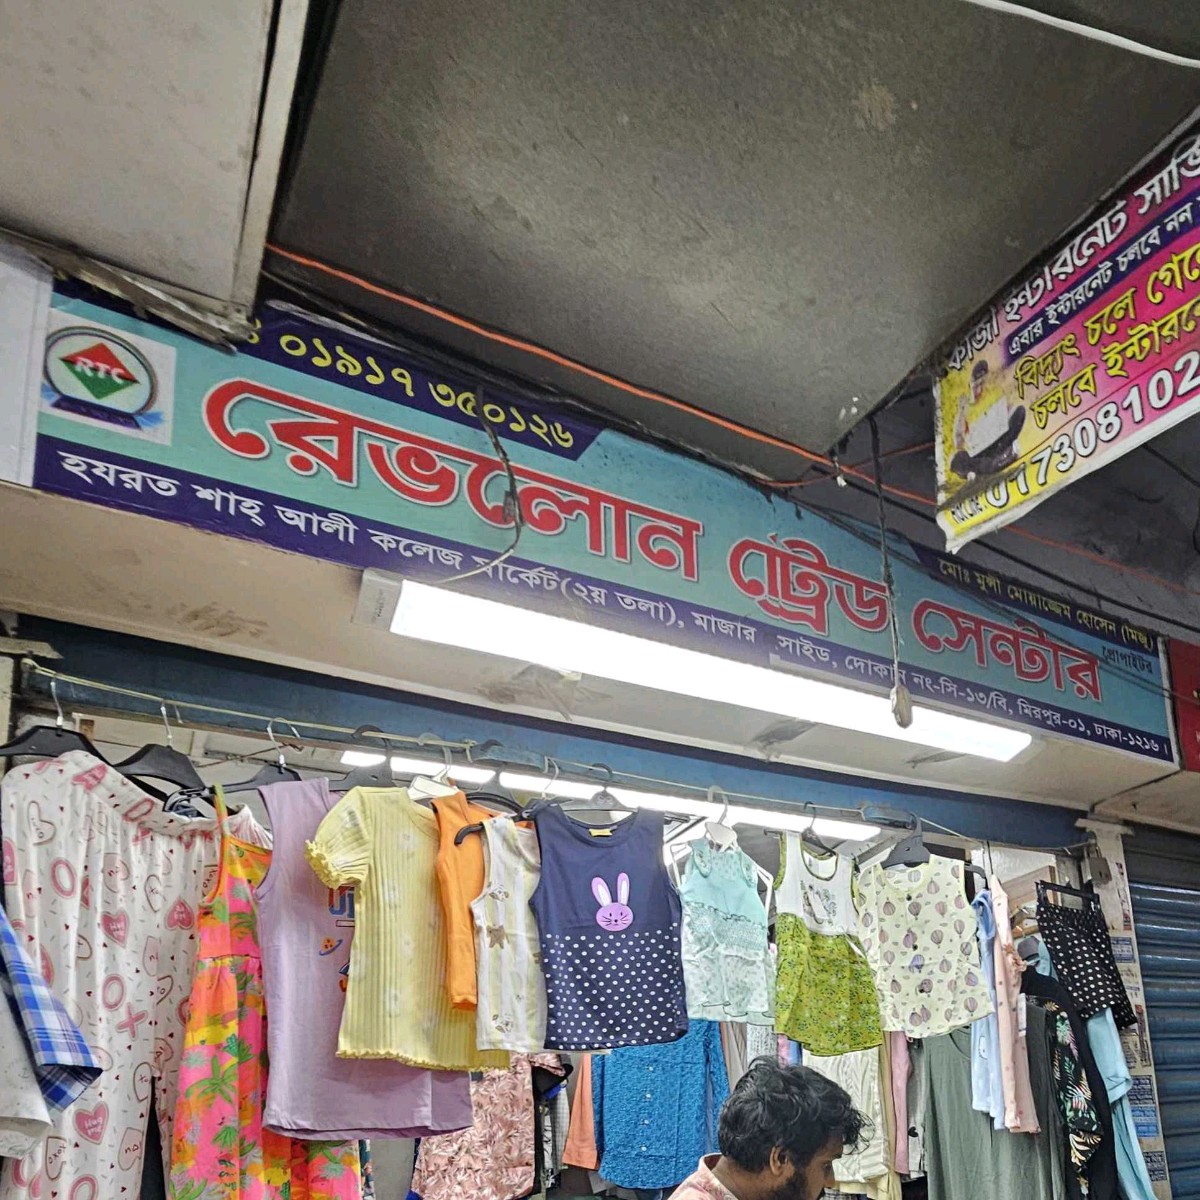 ০১৯১৭ ৩৫০১২৬
RTC
রেভলোন ট্রেড সেন্টার
মোঃ মুন্সী মোয়াজ্জেম হোসেন (মিজু)
প্রোপাইটর
হযরত শাহ্ আলী কলেজ মার্কেট(২য় তলা), মাজার সাইড, দোকান নং-সি-১৩/বি, মিরপুর-০১, ঢাকা-১২১৬।
কাজী ইন্টারনেট
এবার ইন্টারনেট চলবে নন
বিদ্যুৎ চলে গেলে
চলবে ইন্টারনেট
017308102